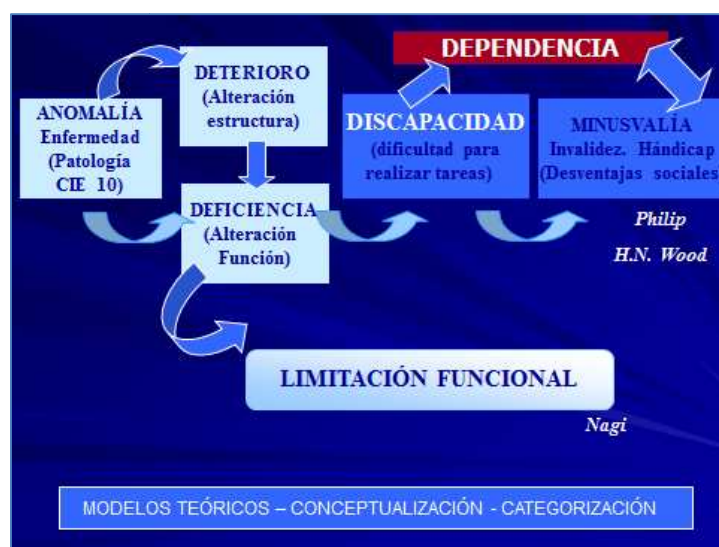 DEPENDENCIA
DETERIORO
(Alteración
estructura)
ANOMALÍA
Enfermedad
(Patología
CIE 10)
DISCAPACIDAD
(dificultad para
realizar tareas)
MINUSVALÍA
Invalidez. Hándicap
(Desventajas sociales)
DEFICIENCIA
(Alteración
Función)
Philip
H.N. Wood
LIMITACIÓN FUNCIONAL
Nagi
MODELOS TEÓRICOS – CONCEPTUALIZACIÓN - CATEGORIZACIÓN